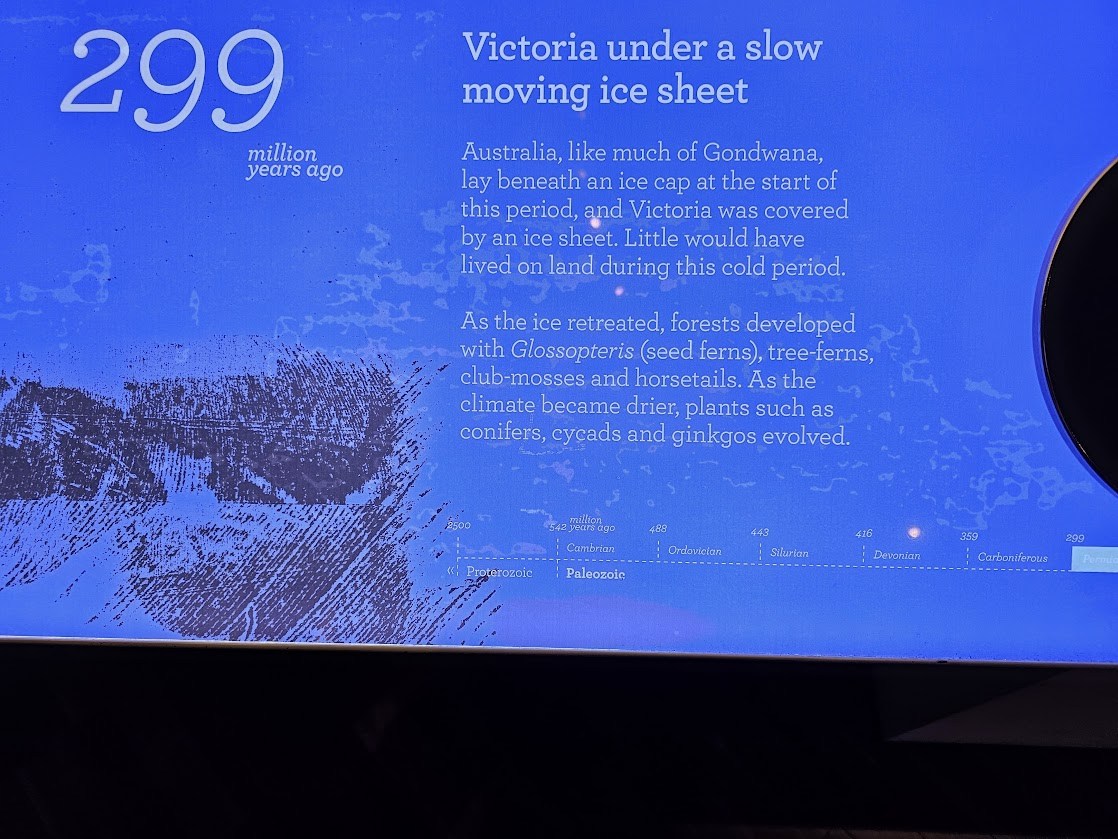 299
million
years ago
Victoria under a slow
moving ice sheet
Australia, like much of Gondwana,
lay beneath an ice cap at the start of
this period, and Victoria was covered
by an ice sheet. Little would have
lived on land during this cold period.
As the ice retreated, forests developed
with Glossopteris (seed ferns), tree-ferns,
club-mosses and horsetails. As the
climate became drier, plants such as
conifers, cycads and ginkgos evolved.
2500
542 million years ago
488
443
416
359
299
Cambrian
Ordovician
Silurian
Devonian
Carboniferous
« Proterozoic
Paleozoic